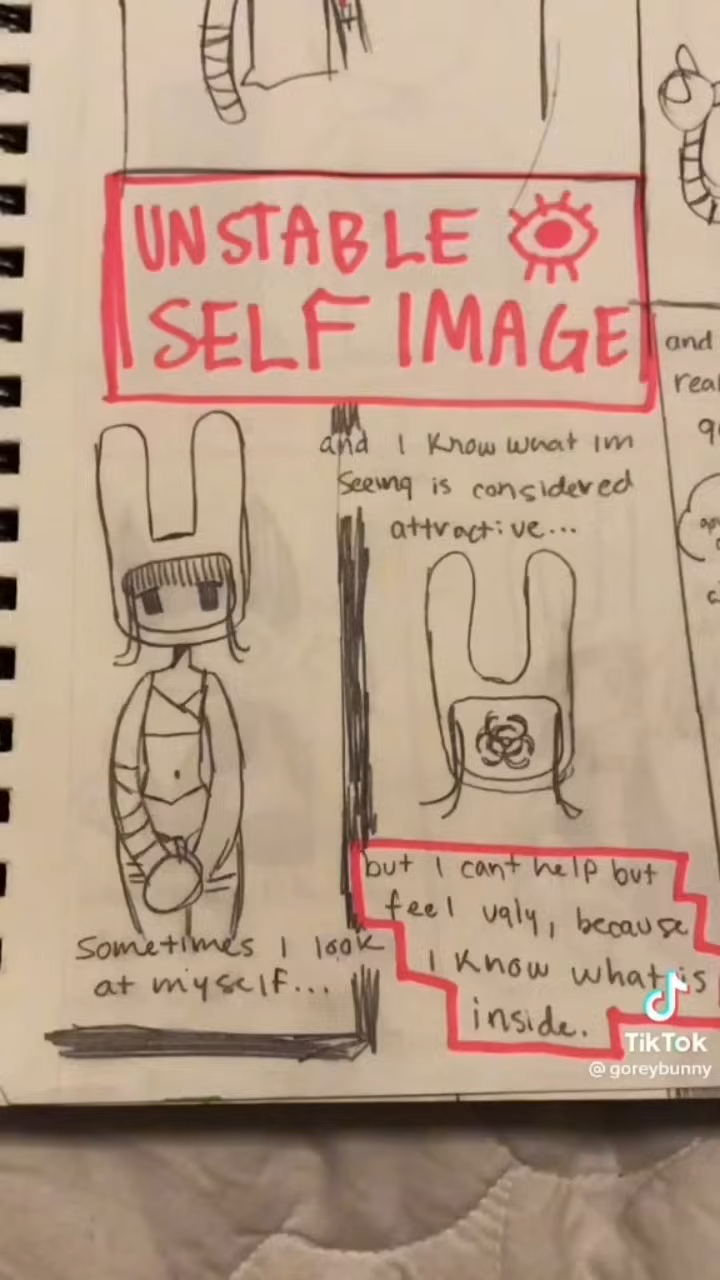 UNSTABLE
SELF IMAGE
and I know what im
seeing is considered
attractive...
Sometimes I look
at myself...
but I cant help but
feel ugly, because
I know what is
inside.
and
TikTok
@goreybunny